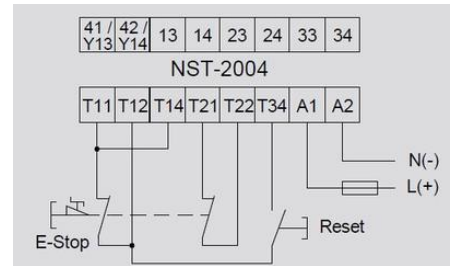 41 / 42 / 13 14 23 24 33 34
Y13 Y14
NST-2004
T11 T12 T14 T21 T22 T34 A1 A2
N(-)
L(+)
Reset
E-Stop